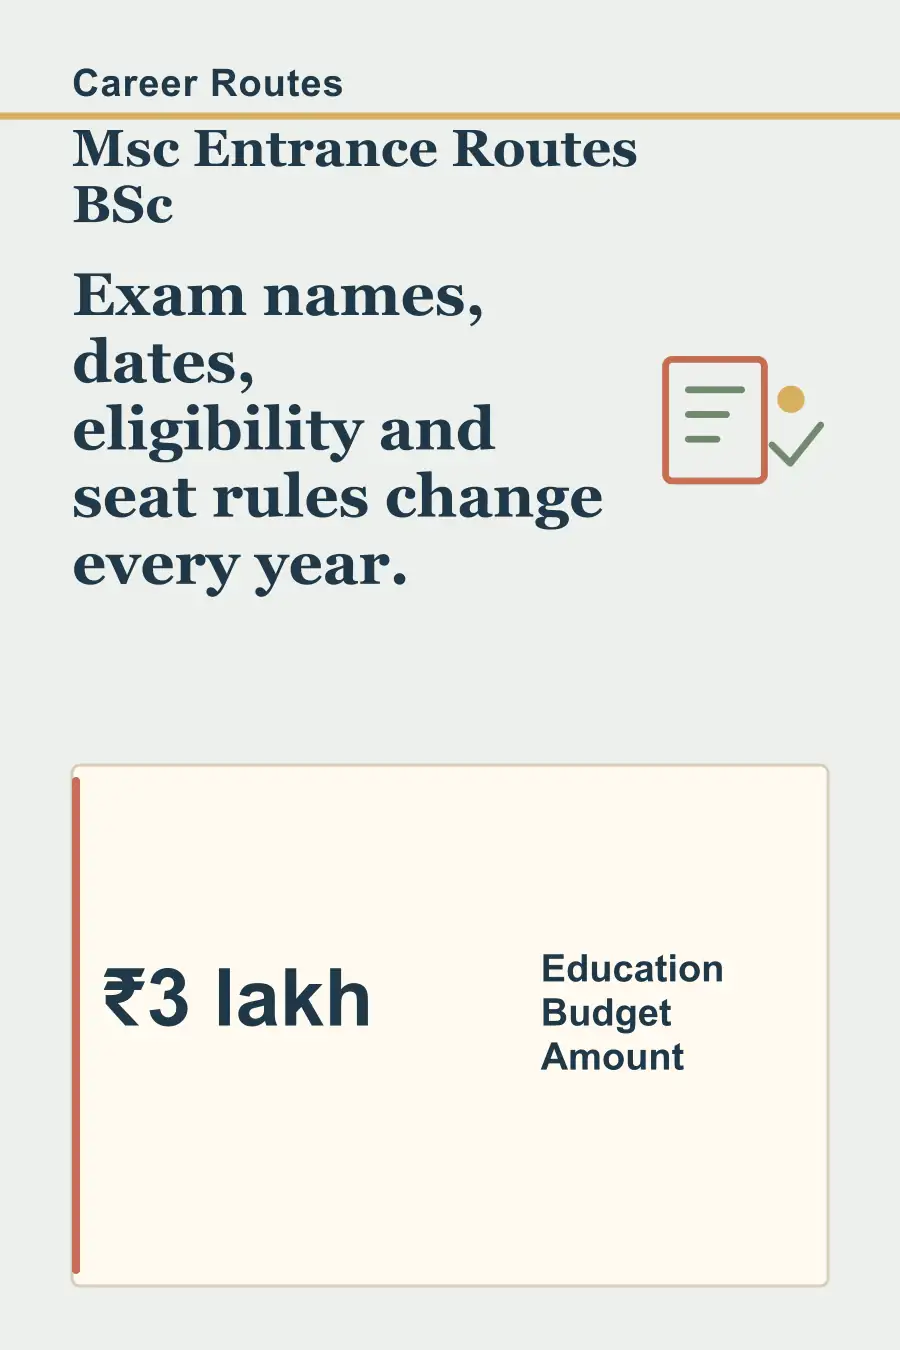 Career Routes
Msc Entrance Routes
BSc
Exam names,
dates,
eligibility and
seat rules change
every year.
₹3 lakh
Education
Budget
Amount